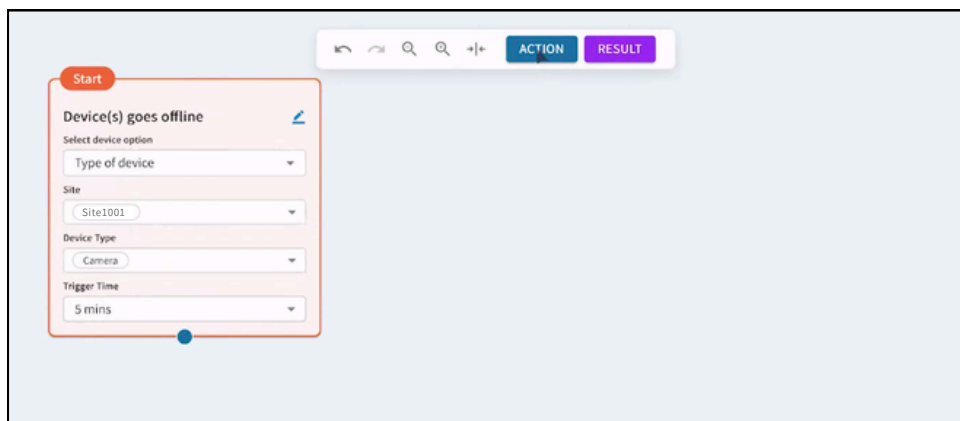 ACTION
RESULT
Start
Device(s) goes offline
Select device option
Type of device
Site
Site1001
Device Type
Camera
Trigger Time
5 mins